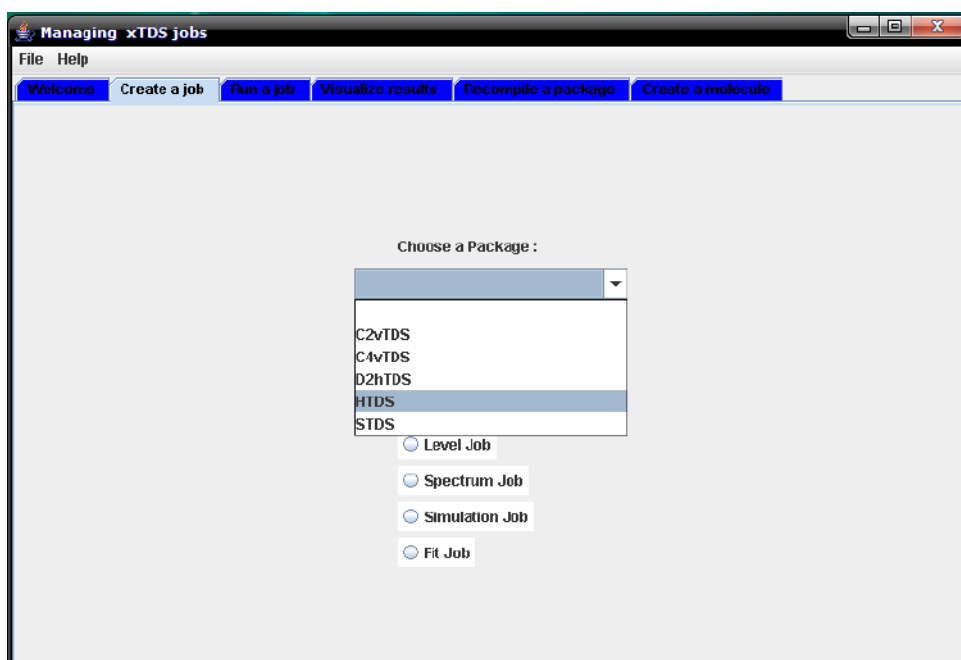 Managing xTDS jobs
File Help
Welcome Create a job Run a job Visualize results Recompile a package Create a molecule
Choose a Package :
C2vTDS
C4vTDS
D2hTDS
HTDS
STDS
Level Job
Spectrum Job
Simulation Job
Fit Job